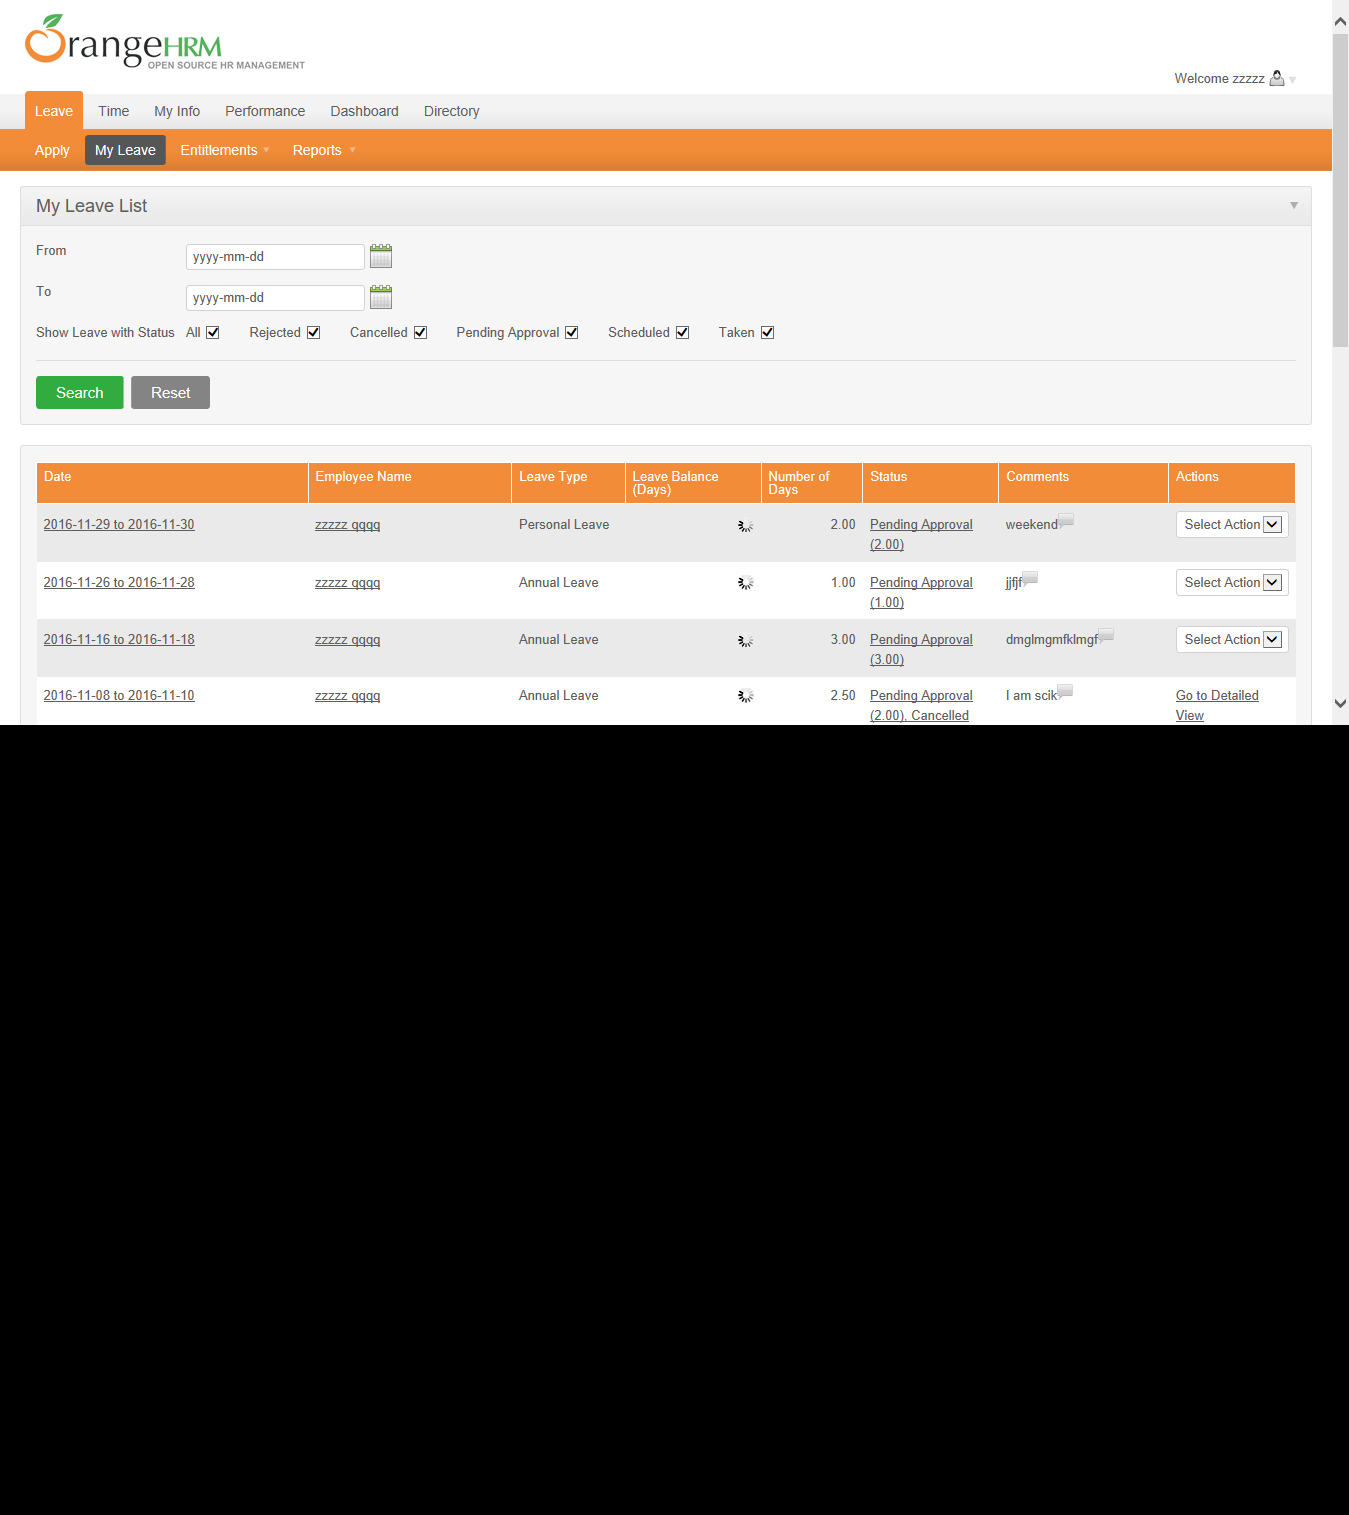 OrangeHRM
OPEN SOURCE HR MANAGEMENT
Welcome zzzzz
Leave Time My Info Performance Dashboard Directory
Apply My Leave Entitlements Reports
My Leave List
From yyyy-mm-dd
To yyyy-mm-dd
Show Leave with Status All Rejected Cancelled Pending Approval Scheduled Taken
Search Reset
Date Employee Name Leave Type Leave Balance (Days) Number of Days Status Comments Actions
2016-11-29 to 2016-11-30 zzzzz qqqq Personal Leave 2.00 Pending Approval (2.00) weekend Select Action
2016-11-26 to 2016-11-28 zzzzz qqqq Annual Leave 1.00 Pending Approval (1.00) jjfjf Select Action
2016-11-16 to 2016-11-18 zzzzz qqqq Annual Leave 3.00 Pending Approval (3.00) dmglmgmfklmgf Select Action
2016-11-08 to 2016-11-10 zzzzz qqqq Annual Leave 2.50 Pending Approval (2.00), Cancelled I am scik Go to Detailed View